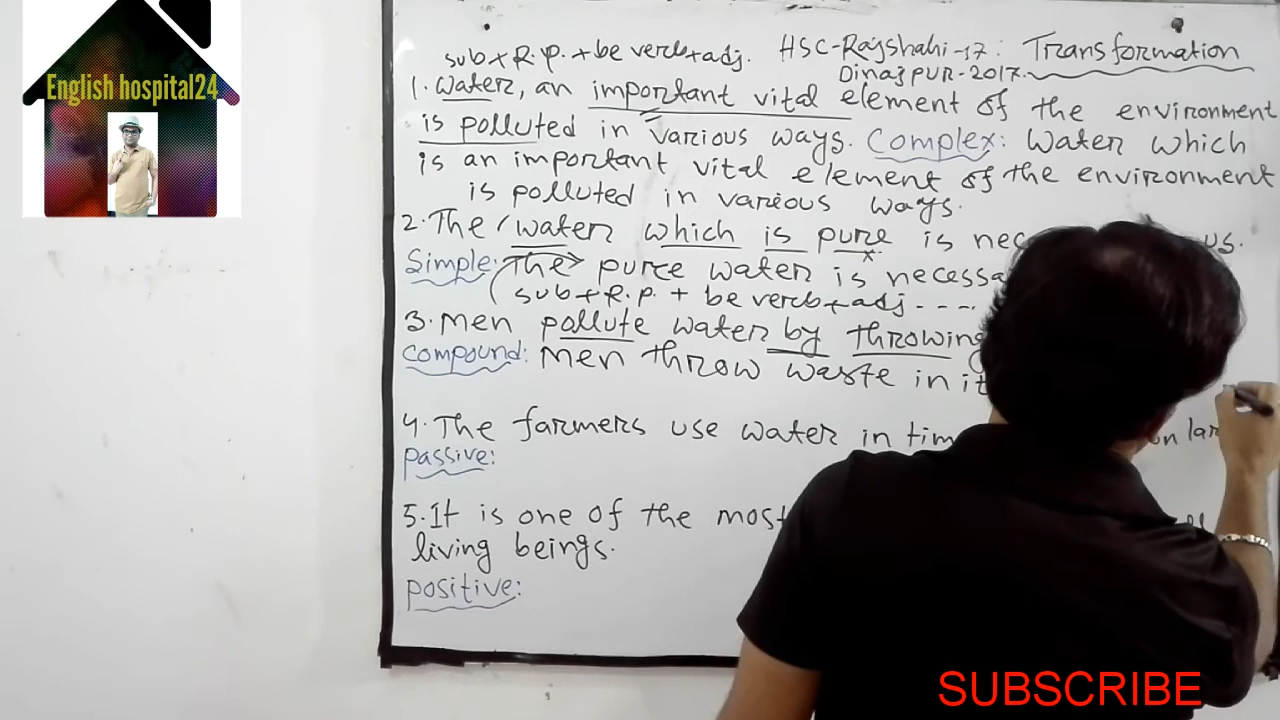 English hospital24
sub+R.P.+be verb+adj. HSC-Rajshahi-17: Transformation
Dinajpur-2017.
1. Water, an important vital element of the environment
is polluted in various ways. Complex: Water which
is an important vital element of the environment
is polluted in various ways.
2. The water which is pure is us.
Simple: The pure water is
sub+R.P. + be verb+adj ----
3. Men pollute water by throwing
Compound: Men throw waste in it
4. The farmers use water in
Passive:
5. It is one of the most
living beings.
Positive:
SUBSCRIBE